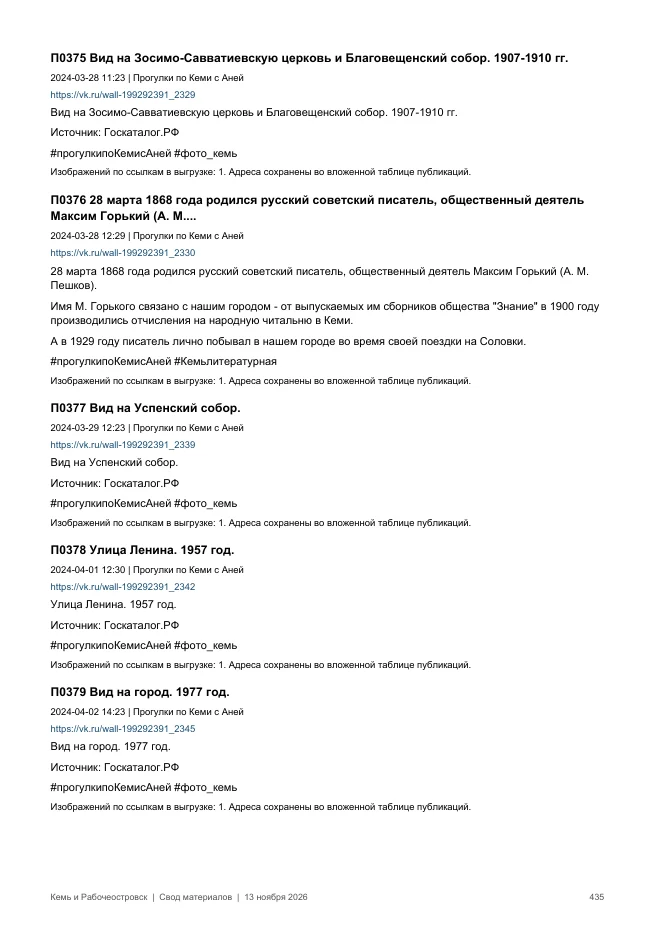 П0375 Вид на Зосимо-Савватиевскую церковь и Благовещенский собор. 1907-1910 гг.
2024-03-28 11:23 | Прогулки по Кеми с Аней
https://vk.ru/wall-199292391_2329
Вид на Зосимо-Савватиевскую церковь и Благовещенский собор. 1907-1910 гг.
Источник: Госкаталог.РФ
#прогулкипоКемисАней #фото_кемь
Изображений по ссылкам в выгрузке: 1. Адреса сохранены во вложенной таблице публикаций.
П0376 28 марта 1868 года родился русский советский писатель, общественный деятель
Максим Горький (А. М....
2024-03-28 12:29 | Прогулки по Кеми с Аней
https://vk.ru/wall-199292391_2330
28 марта 1868 года родился русский советский писатель, общественный деятель Максим Горький (А. М.
Пешков).
Имя М. Горького связано с нашим городом - от выпускаемых им сборников общества "Знание" в 1900 году
производились отчисления на народную читальню в Кеми.
А в 1929 году писатель лично побывал в нашем городе во время своей поездки на Соловки.
#прогулкипоКемисАней #Кемьлитературная
Изображений по ссылкам в выгрузке: 1. Адреса сохранены во вложенной таблице публикаций.
П0377 Вид на Успенский собор.
2024-03-29 12:23 | Прогулки по Кеми с Аней
https://vk.ru/wall-199292391_2339
Вид на Успенский собор.
Источник: Госкаталог.РФ
#прогулкипоКемисАней #фото_кемь
Изображений по ссылкам в выгрузке: 1. Адреса сохранены во вложенной таблице публикаций.
П0378 Улица Ленина. 1957 год.
2024-04-01 12:30 | Прогулки по Кеми с Аней
https://vk.ru/wall-199292391_2342
Улица Ленина. 1957 год.
Источник: Госкаталог.РФ
#прогулкипоКемисАней #фото_кемь
Изображений по ссылкам в выгрузке: 1. Адреса сохранены во вложенной таблице публикаций.
П0379 Вид на город. 1977 год.
2024-04-02 14:23 | Прогулки по Кеми с Аней
https://vk.ru/wall-199292391_2345
Вид на город. 1977 год.
Источник: Госкаталог.РФ
#прогулкипоКемисАней #фото_кемь
Изображений по ссылкам в выгрузке: 1. Адреса сохранены во вложенной таблице публикаций.
Кемь и Рабочеостровск | Свод материалов | 13 ноября 2026 435